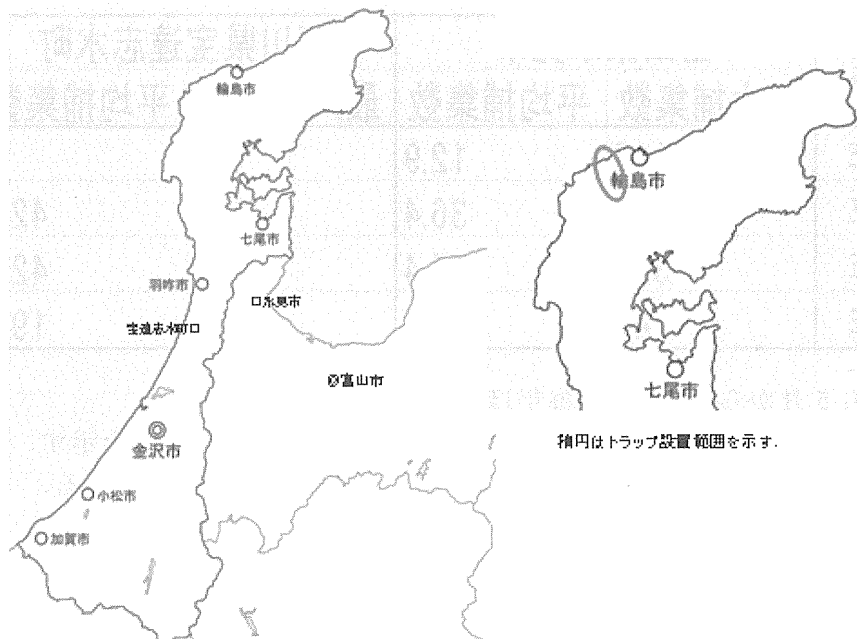 輪島市
七尾市
羽咋市
口氷見市
宝達志水町口
富山市
金沢市
小松市
加賀市
輪島市
七尾市
楕円はトラップ設置範囲を示す.